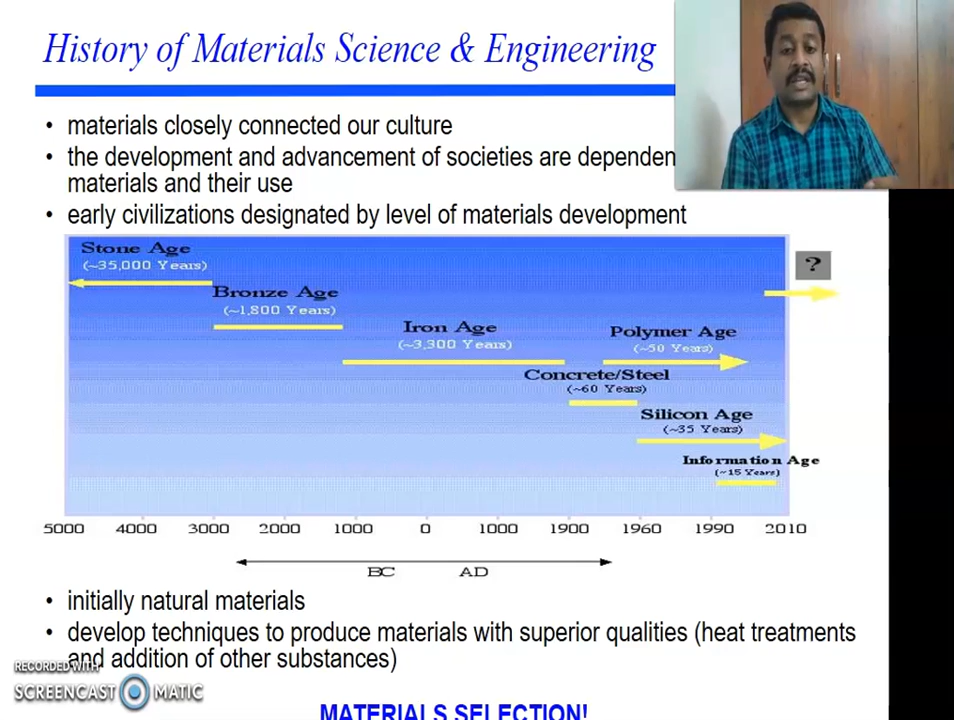 History of Materials Science & Engineering
• materials closely connected our culture
• the development and advancement of societies are dependen
materials and their use
• early civilizations designated by level of materials development
Stone Age
(~35,000 Years)
?
Bronze Age
(~1,800 Years)
Iron Age
(~3,300 Years)
Polymer Age
(~50 Years)
Concrete/Steel
(~60 Years)
Silicon Age
(~35 Years)
Information Age
(~15 Years)
5000 4000 3000 2000 1000 0 1000 1900 1960 1990 2010
BC AD
• initially natural materials
• develop techniques to produce materials with superior qualities (heat treatments
and addition of other substances)
RECORDED WITH
SCREENCAST MATIC
MATERIALS SELECTION!